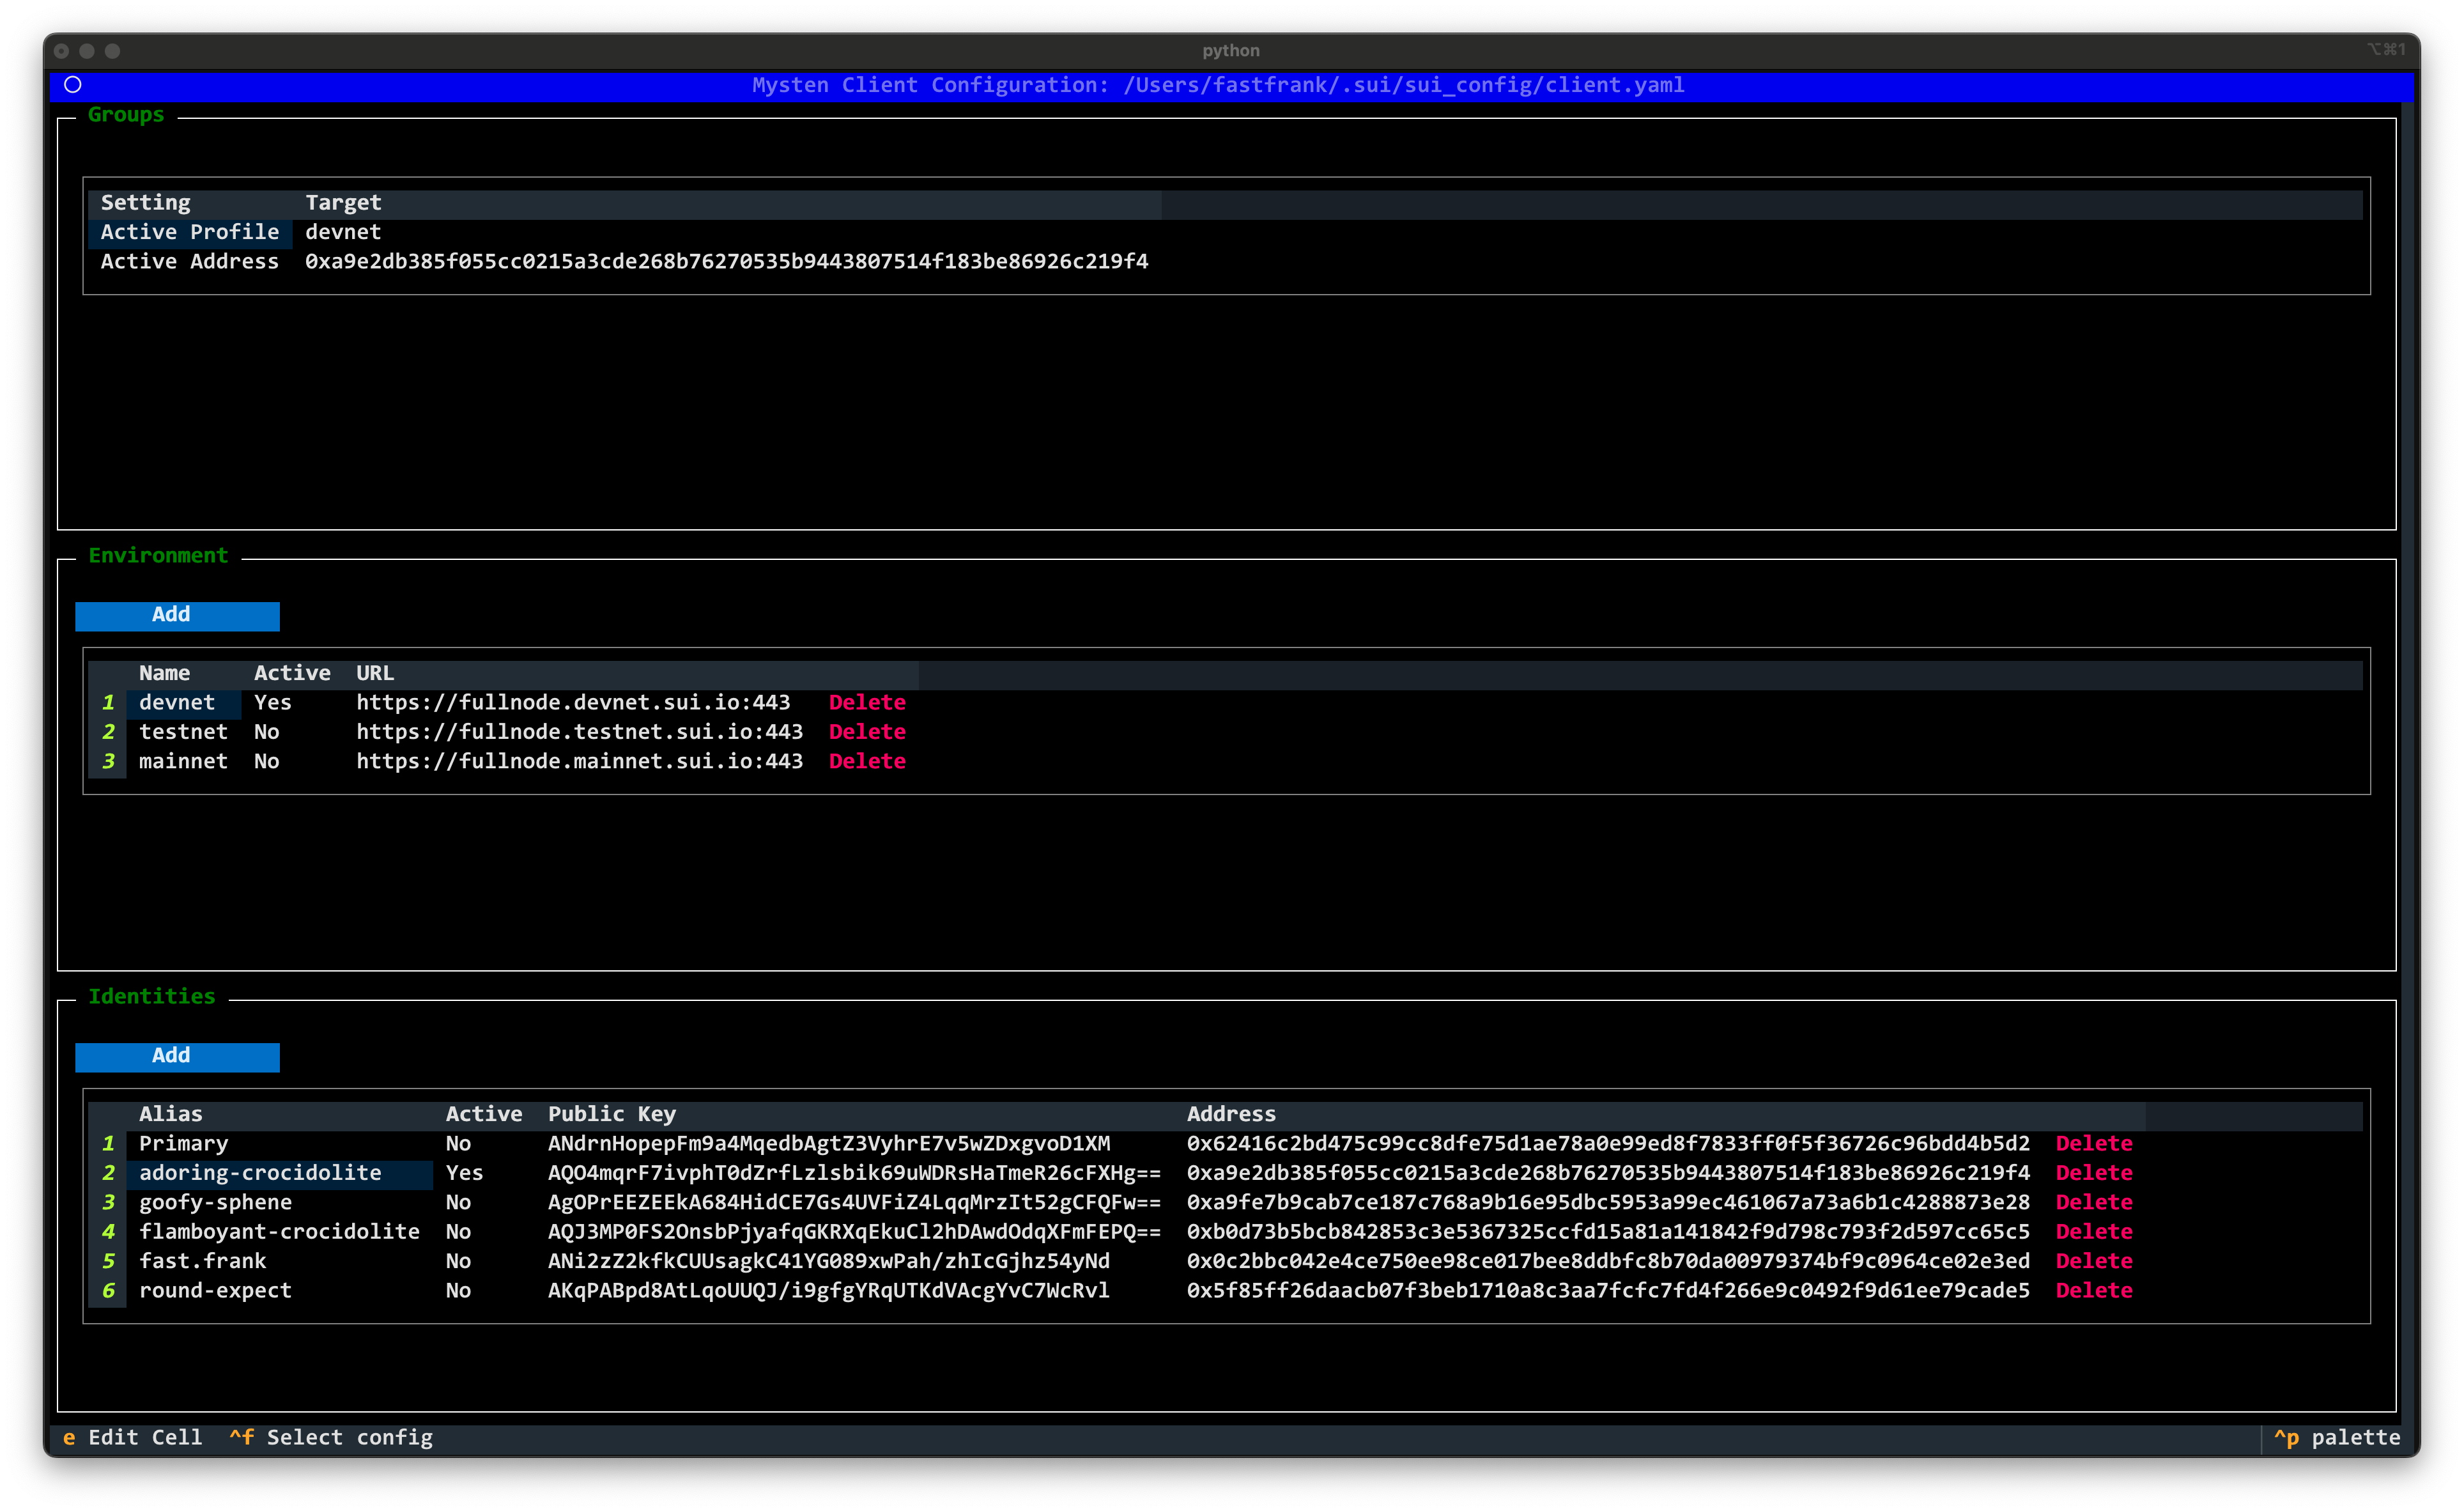 python ⌥⌘1
Mysten Client Configuration: /Users/fastfrank/.sui/sui_config/client.yaml
Groups
Setting Target
Active Profile devnet
Active Address 0xa9e2db385f055cc0215a3cde268b76270535b9443807514f183be86926c219f4
Environment
Add
Name Active URL
1 devnet Yes https://fullnode.devnet.sui.io:443 Delete
2 testnet No https://fullnode.testnet.sui.io:443 Delete
3 mainnet No https://fullnode.mainnet.sui.io:443 Delete
Identities
Add
Alias Active Public Key Address
1 Primary No ANdrnHopepFm9a4MqedbAgtZ3VyhrE7v5wZDxgvoD1XM 0x62416c2bd475c99cc8dfe75d1ae78a0e99ed8f7833ff0f5f36726c96bdd4b5d2 Delete
2 adoring-crocidolite Yes AQO4mqrF7ivphT0dZrfLzlsbik69uWDRsHaTmeR26cFXHg== 0xa9e2db385f055cc0215a3cde268b76270535b9443807514f183be86926c219f4 Delete
3 goofy-sphene No AgOPrEEZEEkA684HidCE7Gs4UVFiZ4LqqMrzIt52gCFQFw== 0xa9fe7b9cab7ce187c768a9b16e95dbc5953a99ec461067a73a6b1c4288873e28 Delete
4 flamboyant-crocidolite No AQJ3MP0FS2OnsbPjyafqGKRXqEkuCl2hDAwdOdqXFmFEPQ== 0xb0d73b5bcb842853c3e5367325ccfd15a81a141842f9d798c793f2d597cc65c5 Delete
5 fast.frank No ANi2zZ2kfkCUUsagkC41YG089xwPah/zhIcGjhz54yNd 0x0c2bbc042e4ce750ee98ce017bee8ddbfc8b70da00979374bf9c0964ce02e3ed Delete
6 round-expect No AKqPABpd8AtLqoUUQJ/i9gfgYRqUTKdVAcgYvC7WcRvl 0x5f85ff26daacb07f3beb1710a8c3aa7fcfc7fd4f266e9c0492f9d61ee79cade5 Delete
e Edit Cell ^f Select config ^p palette